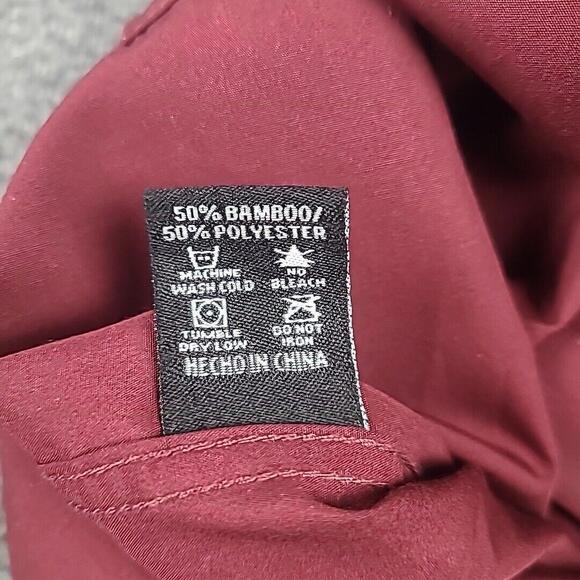 50% BAMBOO/
50% POLYESTER
MACHINE
WASH COLD
NO
BLEACH
TUMBLE
DRY LOW
DO NOT
IRON
HECHO IN CHINA